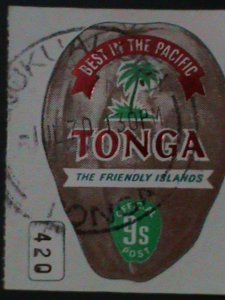 BEST IN THE PACIFIC
TONGA
THE FRIENDLY ISLANDS
9s
POST
420